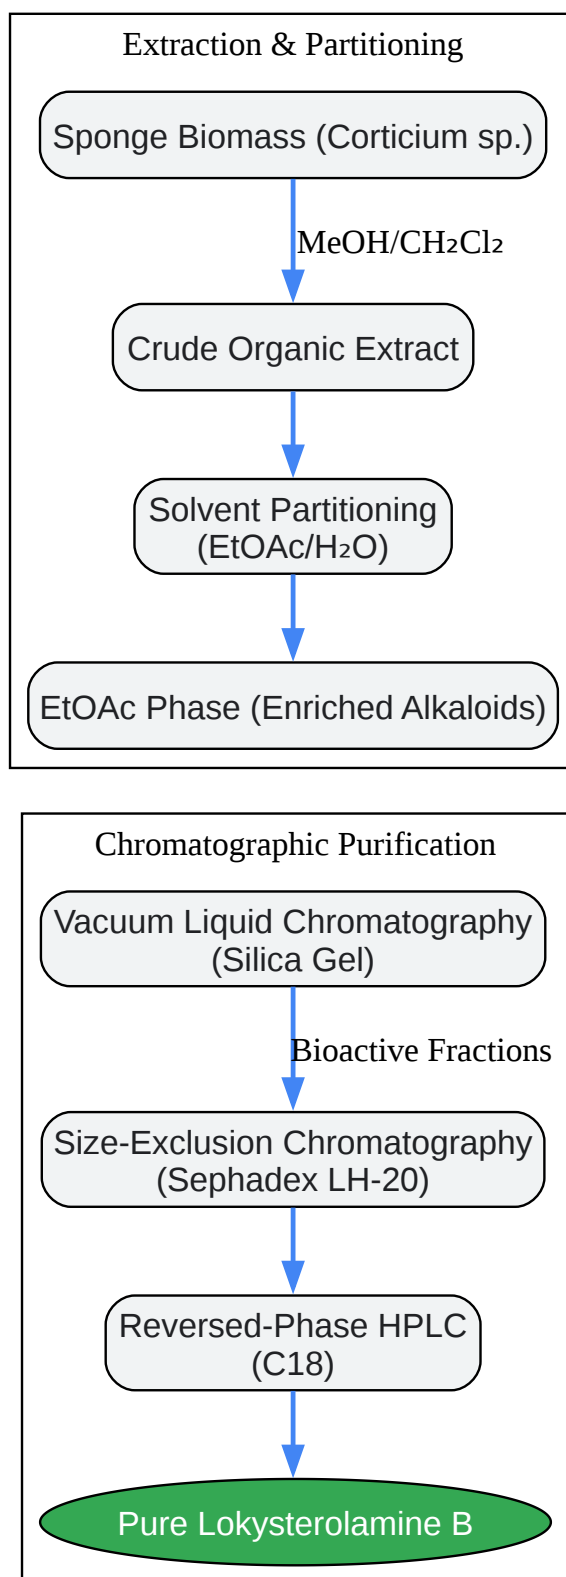 Extraction & Partitioning
Sponge Biomass (Corticium sp.)
MeOH/CH₂Cl₂
Crude Organic Extract
Solvent Partitioning
(EtOAc/H₂O)
EtOAc Phase (Enriched Alkaloids)
Chromatographic Purification
Vacuum Liquid Chromatography
(Silica Gel)
Bioactive Fractions
Size-Exclusion Chromatography
(Sephadex LH-20)
Reversed-Phase HPLC
(C18)
Pure Lokysterolamine B